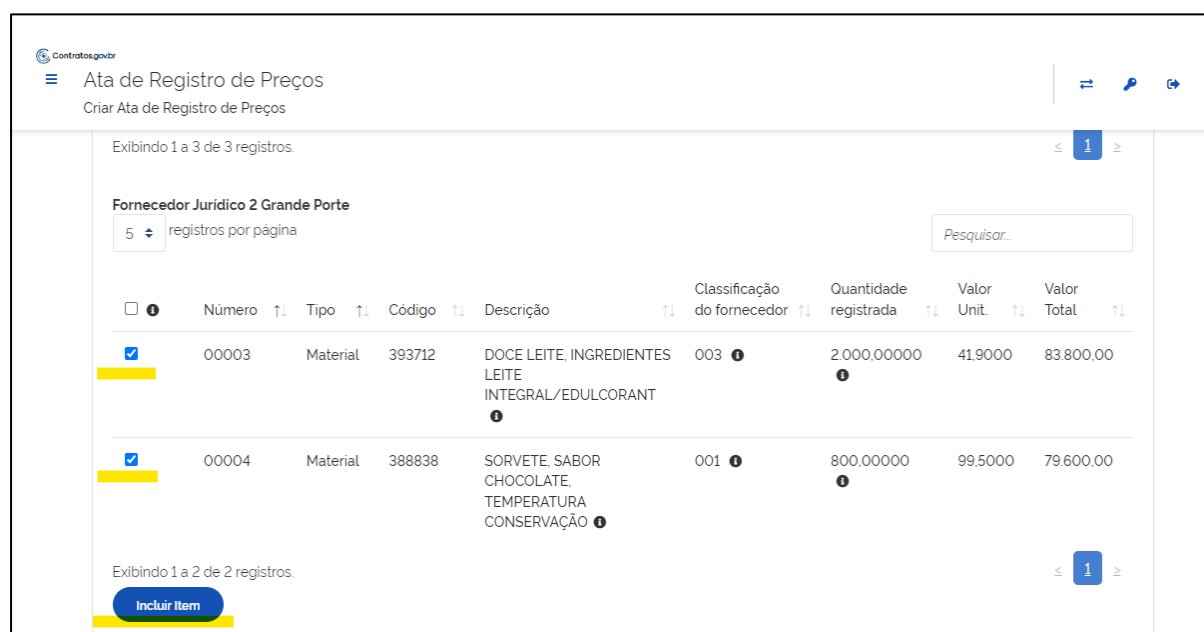 Contratos.gov.br
Ata de Registro de Preços
Criar Ata de Registro de Preços
Exibindo 1 a 3 de 3 registros.
≤ 1 ≥
Fornecedor Jurídico 2 Grande Porte
5 registros por página
Pesquisar...
Número Tipo Código Descrição Classificação do fornecedor Quantidade registrada Valor Unit. Valor Total
00003 Material 393712 DOCE LEITE, INGREDIENTES 003 2.000,00000 41,9000 83.800,00
LEITE
INTEGRAL/EDULCORANT
00004 Material 388838 SORVETE, SABOR 001 800,00000 99,5000 79.600,00
CHOCOLATE,
TEMPERATURA
CONSERVAÇÃO
Exibindo 1 a 2 de 2 registros.
≤ 1 ≥
Incluir Item